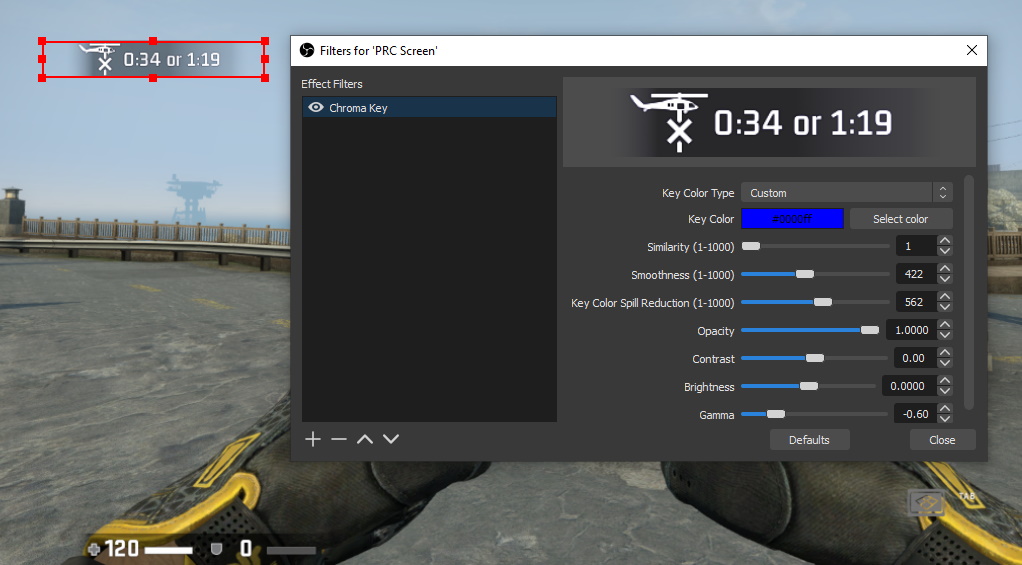 0:34 or 1:19
Filters for 'PRC Screen'
Effect Filters
Chroma Key
0:34 or 1:19
Key Color Type Custom
Key Color #0000ff Select color
Similarity (1-1000) 1
Smoothness (1-1000) 422
Key Color Spill Reduction (1-1000) 562
Opacity 1.0000
Contrast 0.00
Brightness 0.0000
Gamma -0.60
Defaults Close
TAB
120 0